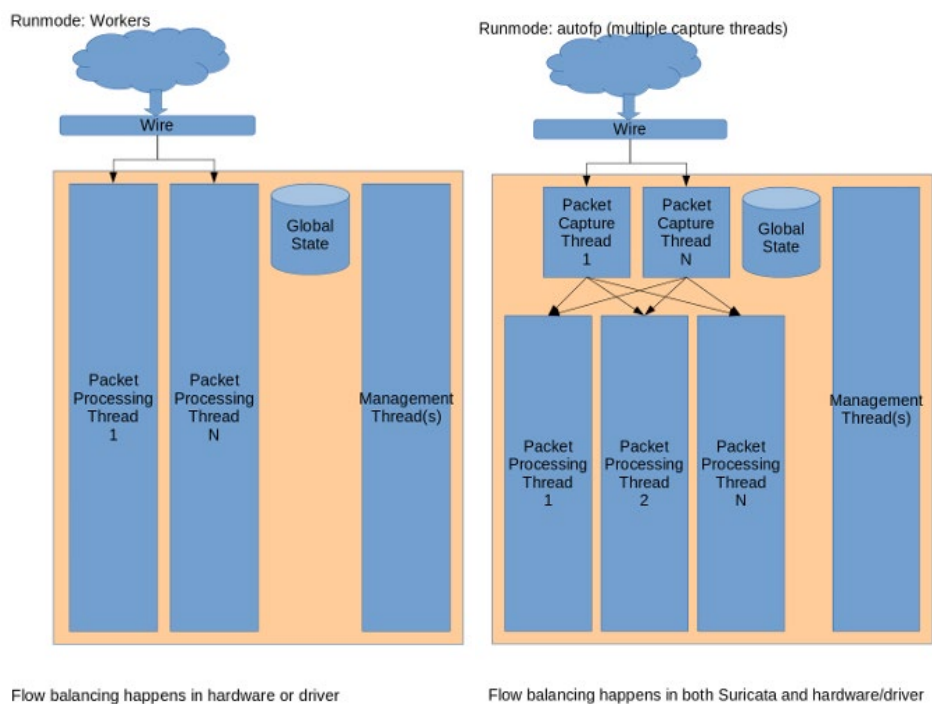 Runmode: Workers
Wire
Packet
Processing
Thread
1
Packet
Processing
Thread
N
Global
State
Management
Thread(s)
Flow balancing happens in hardware or driver
Runmode: autofp (multiple capture threads)
Wire
Packet
Capture
Thread
1
Packet
Capture
Thread
N
Global
State
Packet
Processing
Thread
1
Packet
Processing
Thread
2
Packet
Processing
Thread
N
Management
Thread(s)
Flow balancing happens in both Suricata and hardware/driver